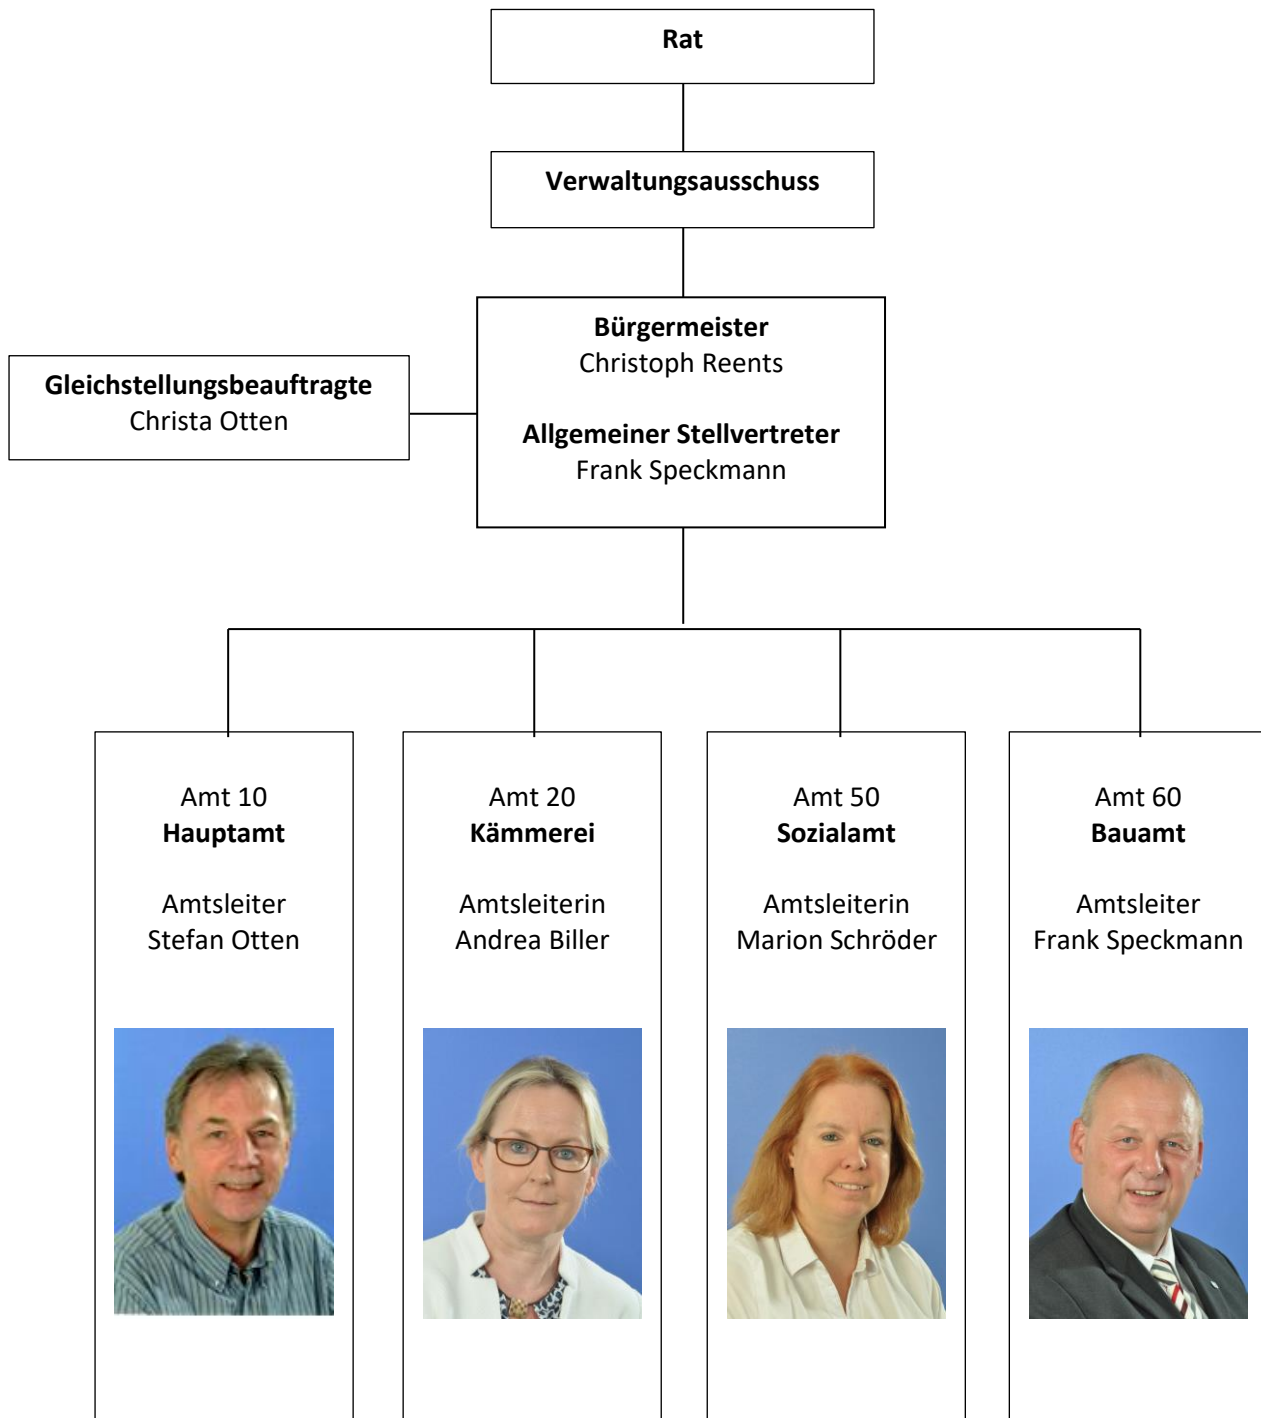 Rat
Verwaltungsausschuss
Bürgermeister
Christoph Reents
Allgemeiner Stellvertreter
Frank Speckmann
Gleichstellungsbeauftragte
Christa Otten
Amt 10
Hauptamt
Amtsleiter
Stefan Otten
Amt 20
Kämmerei
Amtsleiterin
Andrea Biller
Amt 50
Sozialamt
Amtsleiterin
Marion Schröder
Amt 60
Bauamt
Amtsleiter
Frank Speckmann